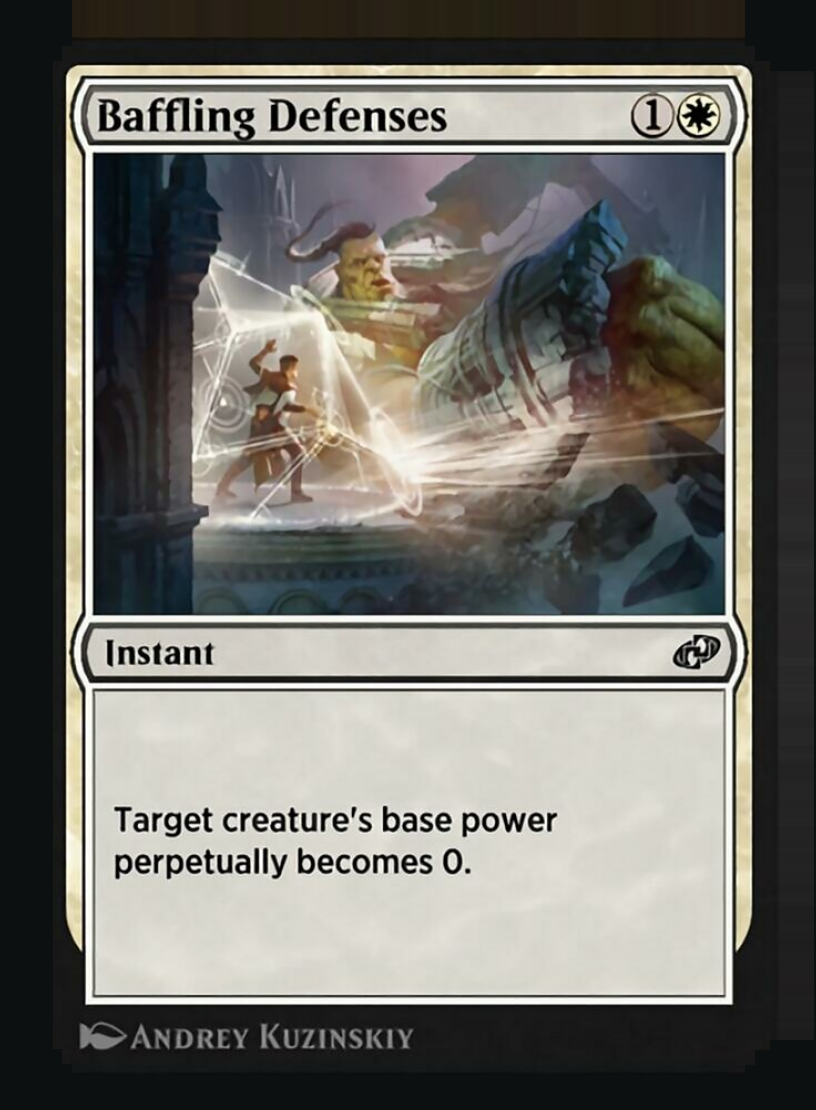 Baffling Defenses 1
Instant
Target creature's base power
perpetually becomes 0.
Andrey Kuzinskiy